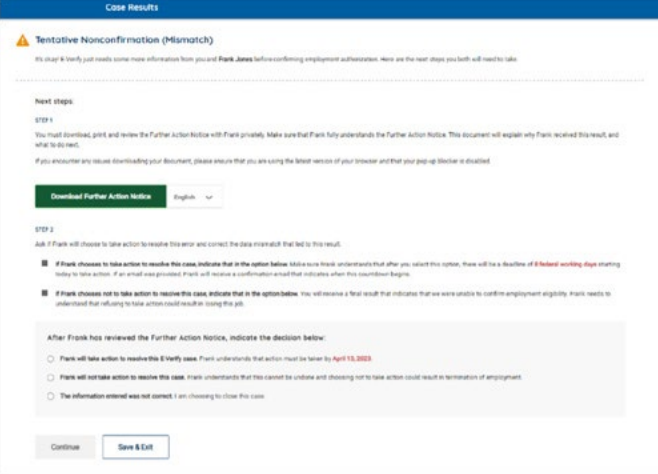 Case Results
Tentative Nonconfirmation (Mismatch)
It's okay! E-Verify just needs some more information from you and Frank Jones before confirming employment authorization. Here are the next steps you both will need to take.
Next steps:
STEP 1
You must download, print, and review the Further Action Notice with Frank privately. Make sure that Frank fully understands the Further Action Notice. This document will explain why Frank received this result, and
what to do next.
If you encounter any issues downloading your document, please ensure that you are using the latest version of your browser and that your pop-up blocker is disabled.
Download Further Action Notice
English
STEP 2
Ask if Frank will choose to take action to resolve this error and correct the data mismatch that led to this result.
If Frank chooses to take action to resolve this case, indicate that in the option below. Make sure Frank understands that after you select this option, there will be a deadline of 8 federal working days starting
today to take action. If an email was provided, Frank will receive a confirmation email that indicates when this countdown begins.
If Frank chooses not to take action to resolve this case, indicate that in the option below. You will receive a final result that indicates that we were unable to confirm employment eligibility. Frank needs to
understand that refusing to take action could result in losing this job.
After Frank has reviewed the Further Action Notice, indicate the decision below:
Frank will take action to resolve this E-Verify case. Frank understands that action must be taken by April 13, 2023.
Frank will not take action to resolve this case. Frank understands that this cannot be undone and choosing not to take action could result in termination of employment.
The information entered was not correct. I am choosing to close this case.
Continue
Save & Exit